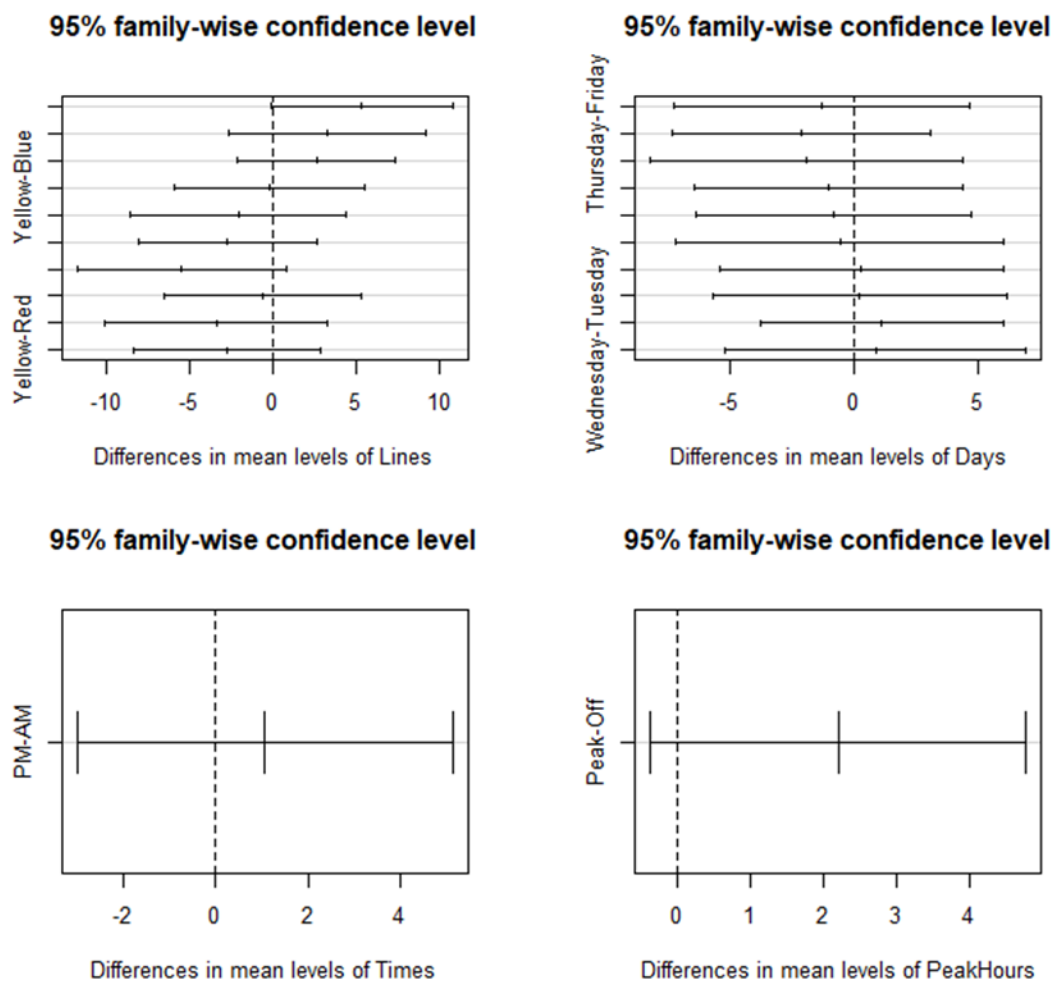 95% family-wise confidence level
Yellow-Blue
Yellow-Red
-10 -5 0 5 10
Differences in mean levels of Lines
95% family-wise confidence level
Thursday-Friday
Wednesday-Tuesday
-5 0 5
Differences in mean levels of Days
95% family-wise confidence level
PM-AM
-2 0 2 4
Differences in mean levels of Times
95% family-wise confidence level
Peak-Off
0 1 2 3 4
Differences in mean levels of PeakHours